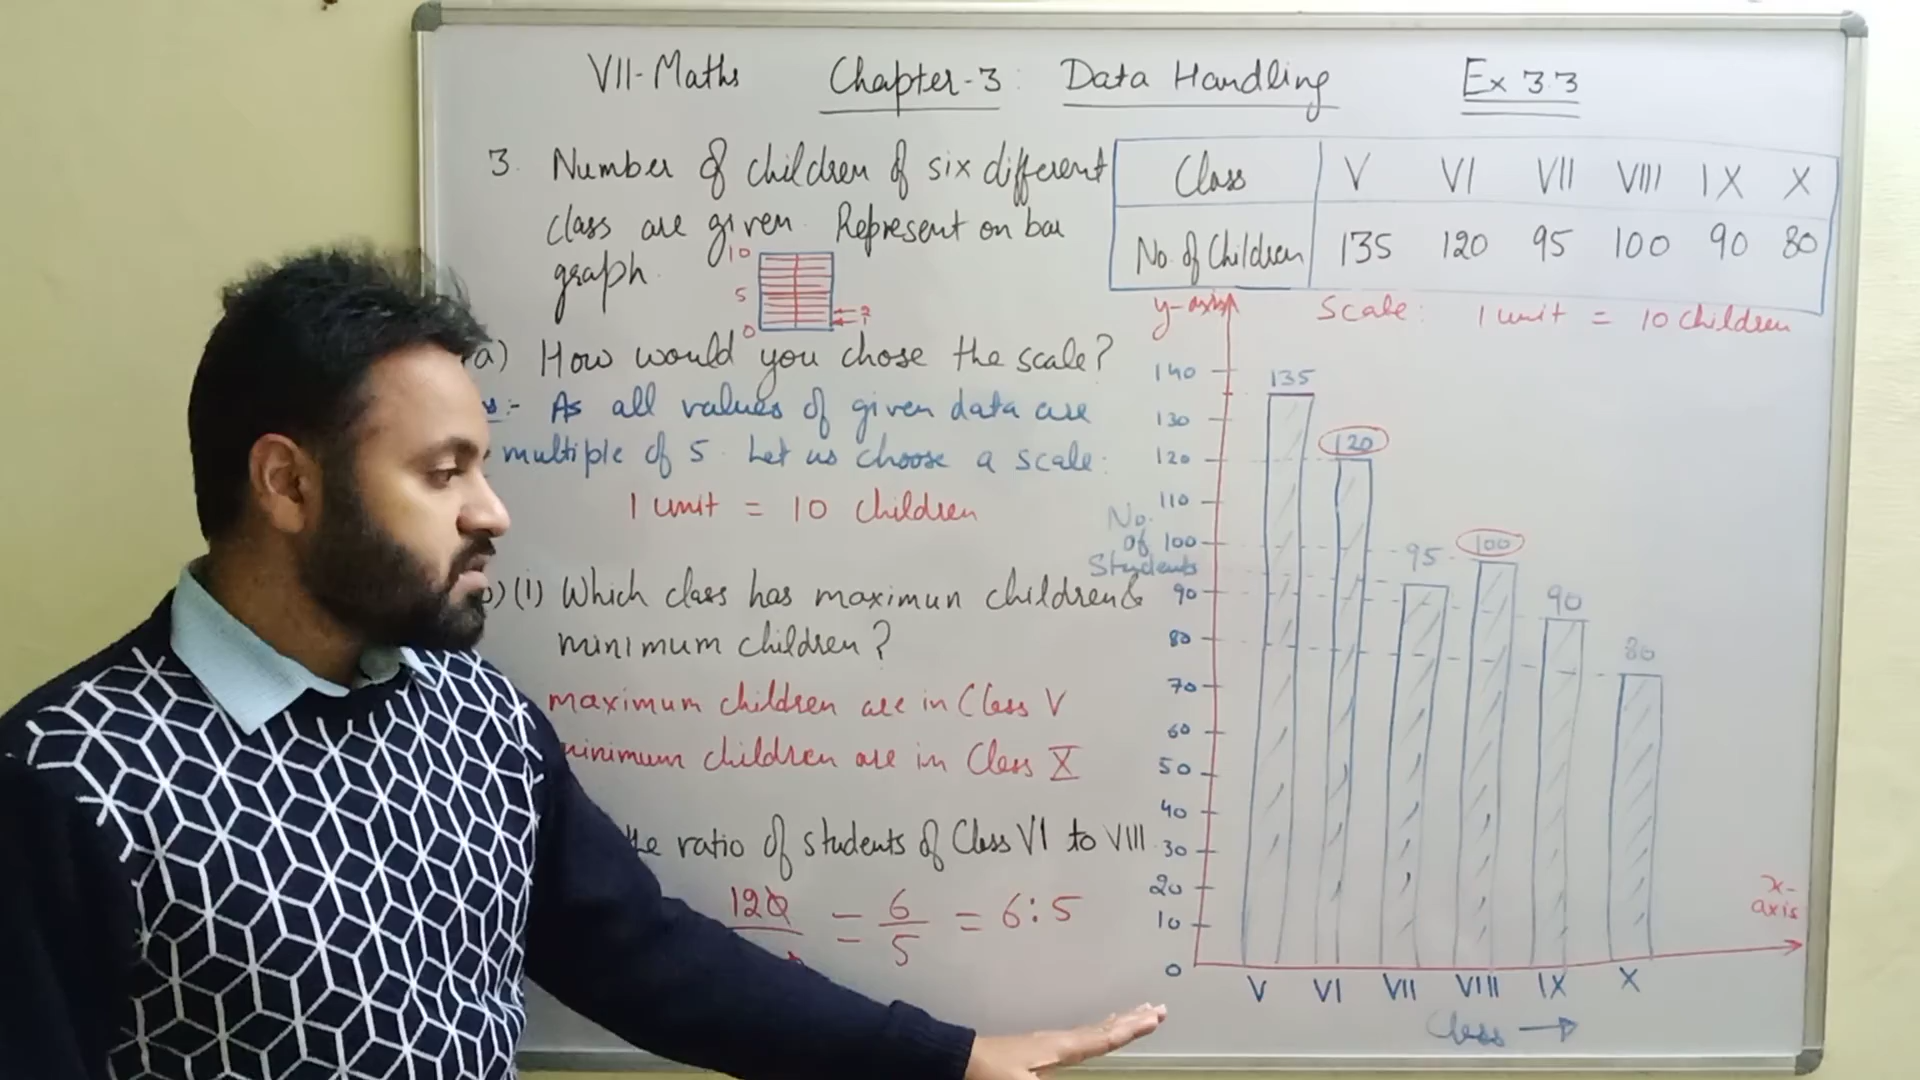 VII-Maths Chapter-3: Data Handling Ex 3.3
3. Number of children of six different
class are given. Represent on bar
graph.
10
5
0
Class V VI VII VIII IX X
No. of Children 135 120 95 100 90 80
a) How would you chose the scale?
:- As all values of given data are
multiple of 5. Let us choose a scale:
1 unit = 10 children
) (i) Which class has maximun children &
minimum children?
maximum children are in Class V
minimum children are in Class X
the ratio of students of Class VI to VIII
120 = 6/5 = 6:5
y-axis
Scale: 1 unit = 10 children
No. of Students
140
130
120
110
100
90
80
70
60
50
40
30
20
10
0
135
120
95
100
90
80
x-axis
V VI VII VIII IX X
Class →